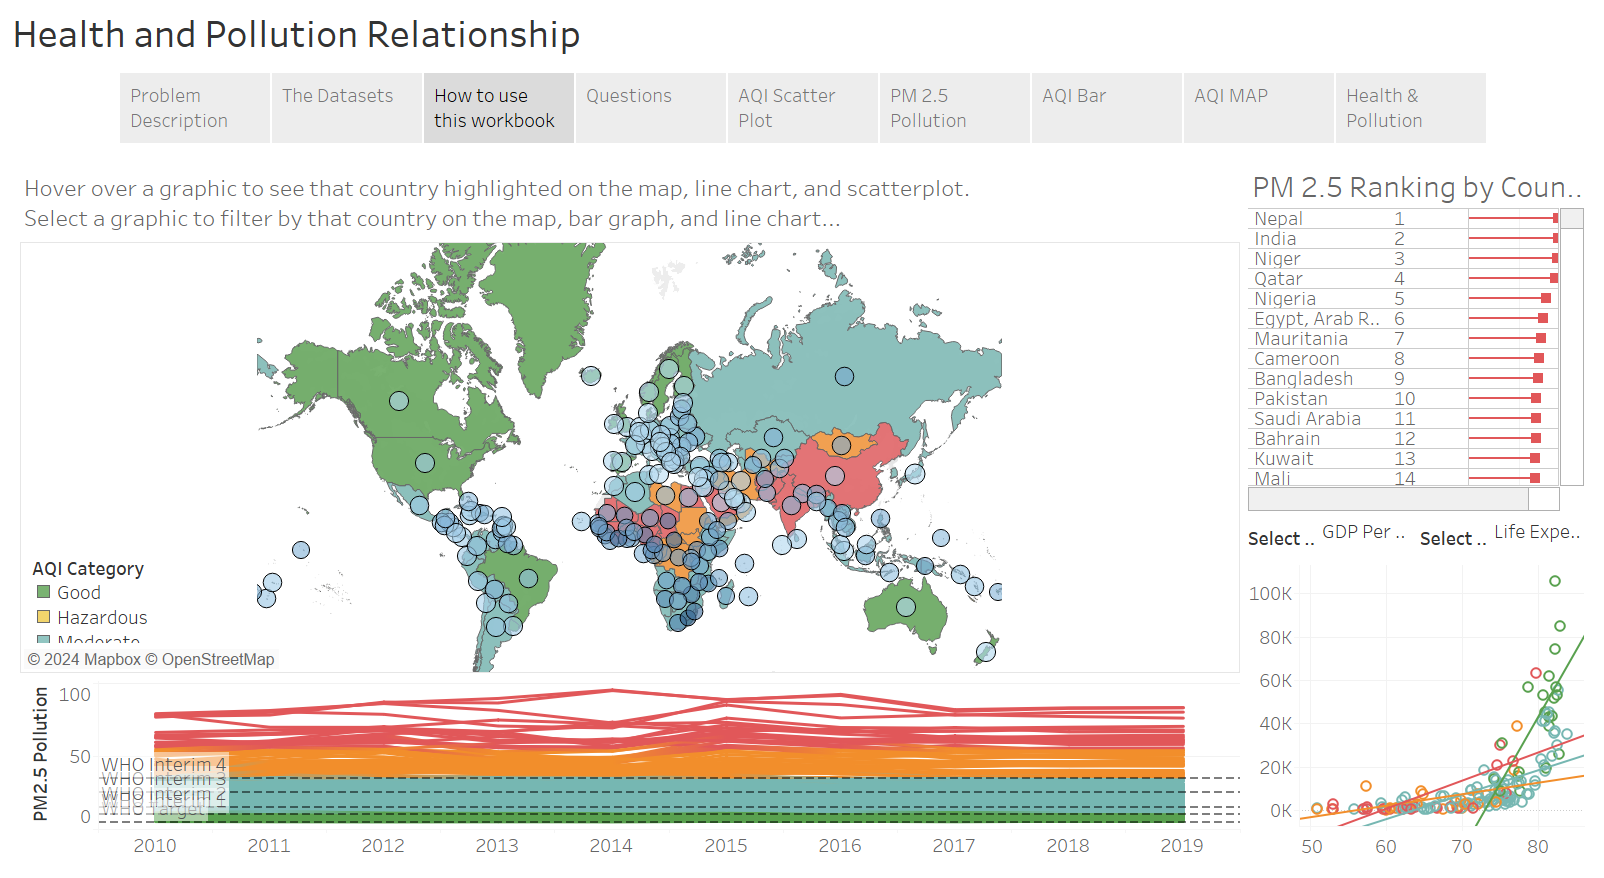 Health and Pollution Relationship
Problem Description
The Datasets
How to use this workbook
Questions
AQI Scatter Plot
PM 2.5 Pollution
AQI Bar
AQI MAP
Health & Pollution
Hover over a graphic to see that country highlighted on the map, line chart, and scatterplot.
Select a graphic to filter by that country on the map, bar graph, and line chart...
PM 2.5 Ranking by Coun..
Nepal 1
India 2
Niger 3
Qatar 4
Nigeria 5
Egypt, Arab R.. 6
Mauritania 7
Cameroon 8
Bangladesh 9
Pakistan 10
Saudi Arabia 11
Bahrain 12
Kuwait 13
Mali 14
AQI Category
Good
Hazardous
Moderate
© 2024 Mapbox © OpenStreetMap
Select .. GDP Per .. Select .. Life Expe..
100K
80K
60K
40K
20K
0K
50 60 70 80
PM2.5 Pollution
100
50
0
WHO Interim 4
WHO Interim 3
WHO Interim 2
WHO Target
2010 2011 2012 2013 2014 2015 2016 2017 2018 2019